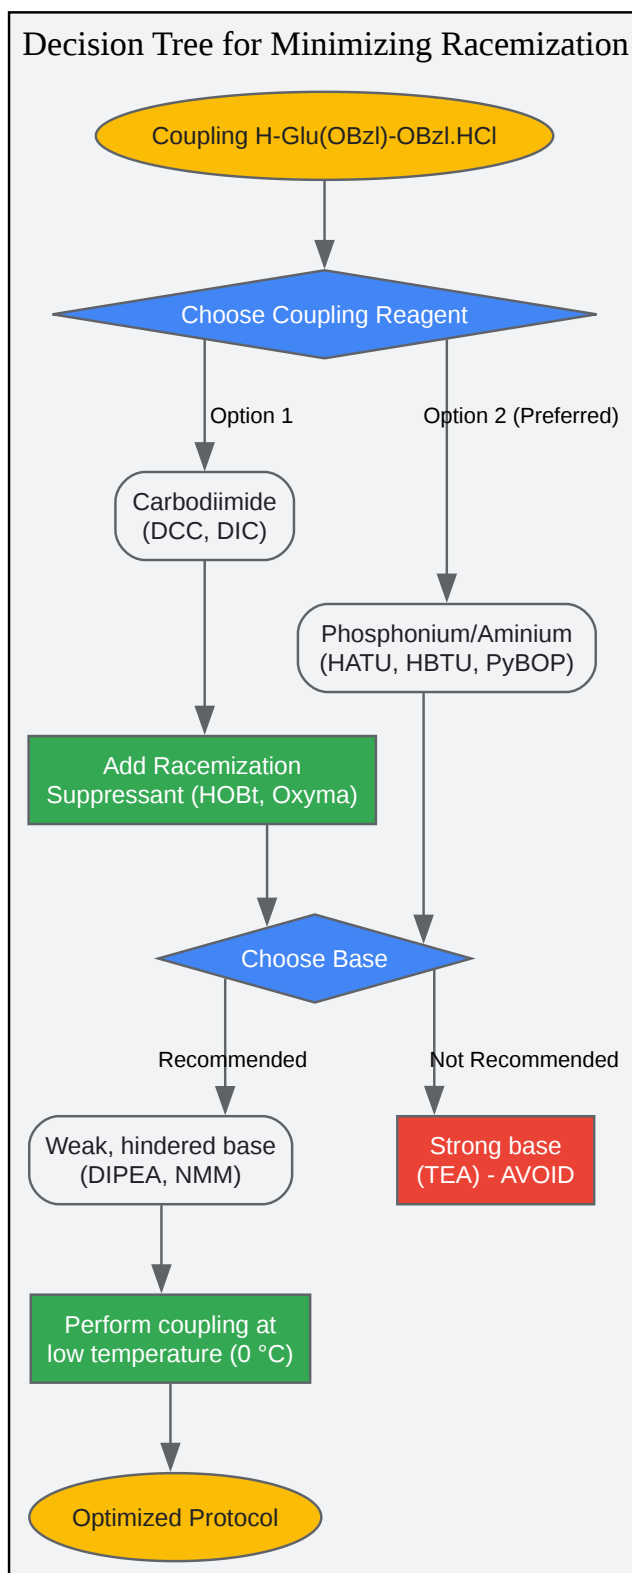 Decision Tree for Minimizing Racemization
Coupling H-Glu(OBzl)-OBzl.HCl
Choose Coupling Reagent
Option 1
Option 2 (Preferred)
Carbodiimide
(DCC, DIC)
Phosphonium/Aminium
(HATU, HBTU, PyBOP)
Add Racemization
Suppressant (HOBt, Oxyma)
Choose Base
Recommended
Not Recommended
Weak, hindered base
(DIPEA, NMM)
Strong base
(TEA) - AVOID
Perform coupling at
low temperature (0 °C)
Optimized Protocol